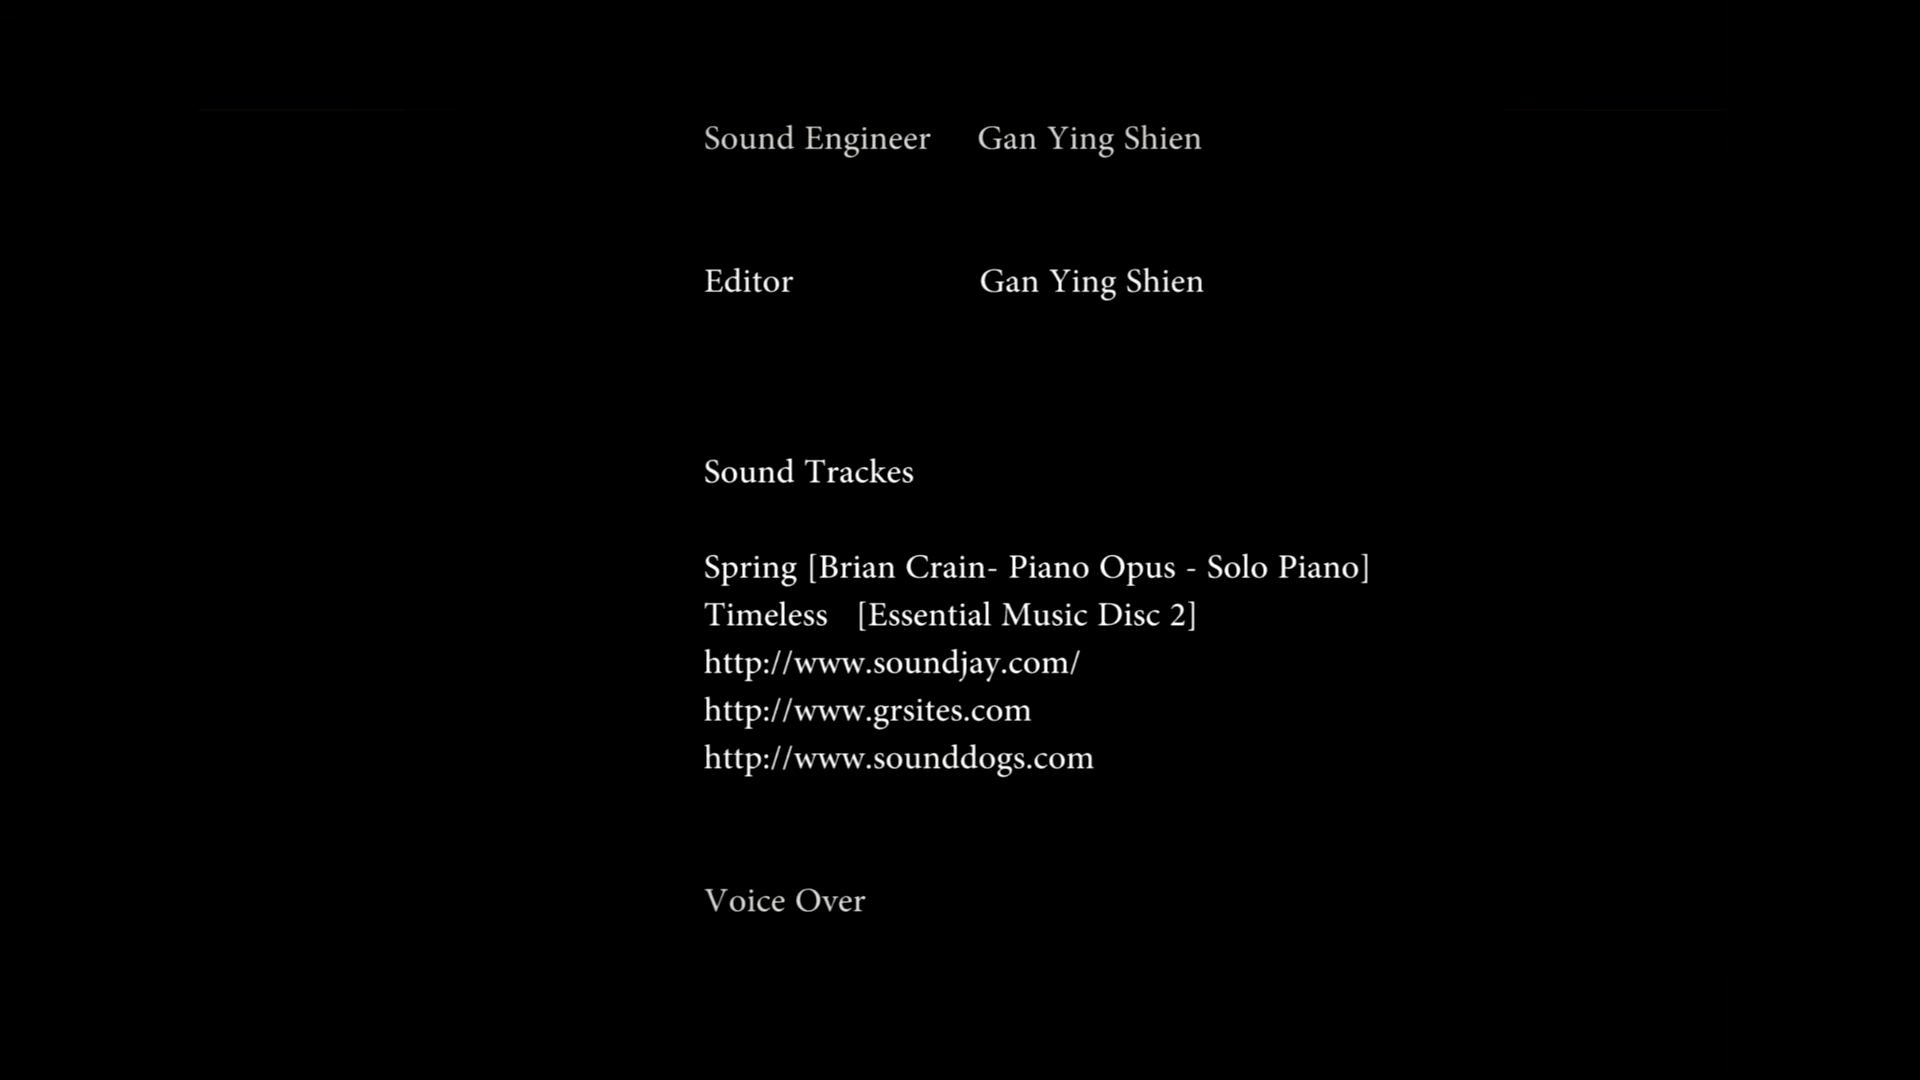 Sound Engineer Gan Ying Shien
Editor Gan Ying Shien
Sound Trackes
Spring [Brian Crain- Piano Opus - Solo Piano]
Timeless [Essential Music Disc 2]
http://www.soundjay.com/
http://www.grsites.com
http://www.sounddogs.com
Voice Over